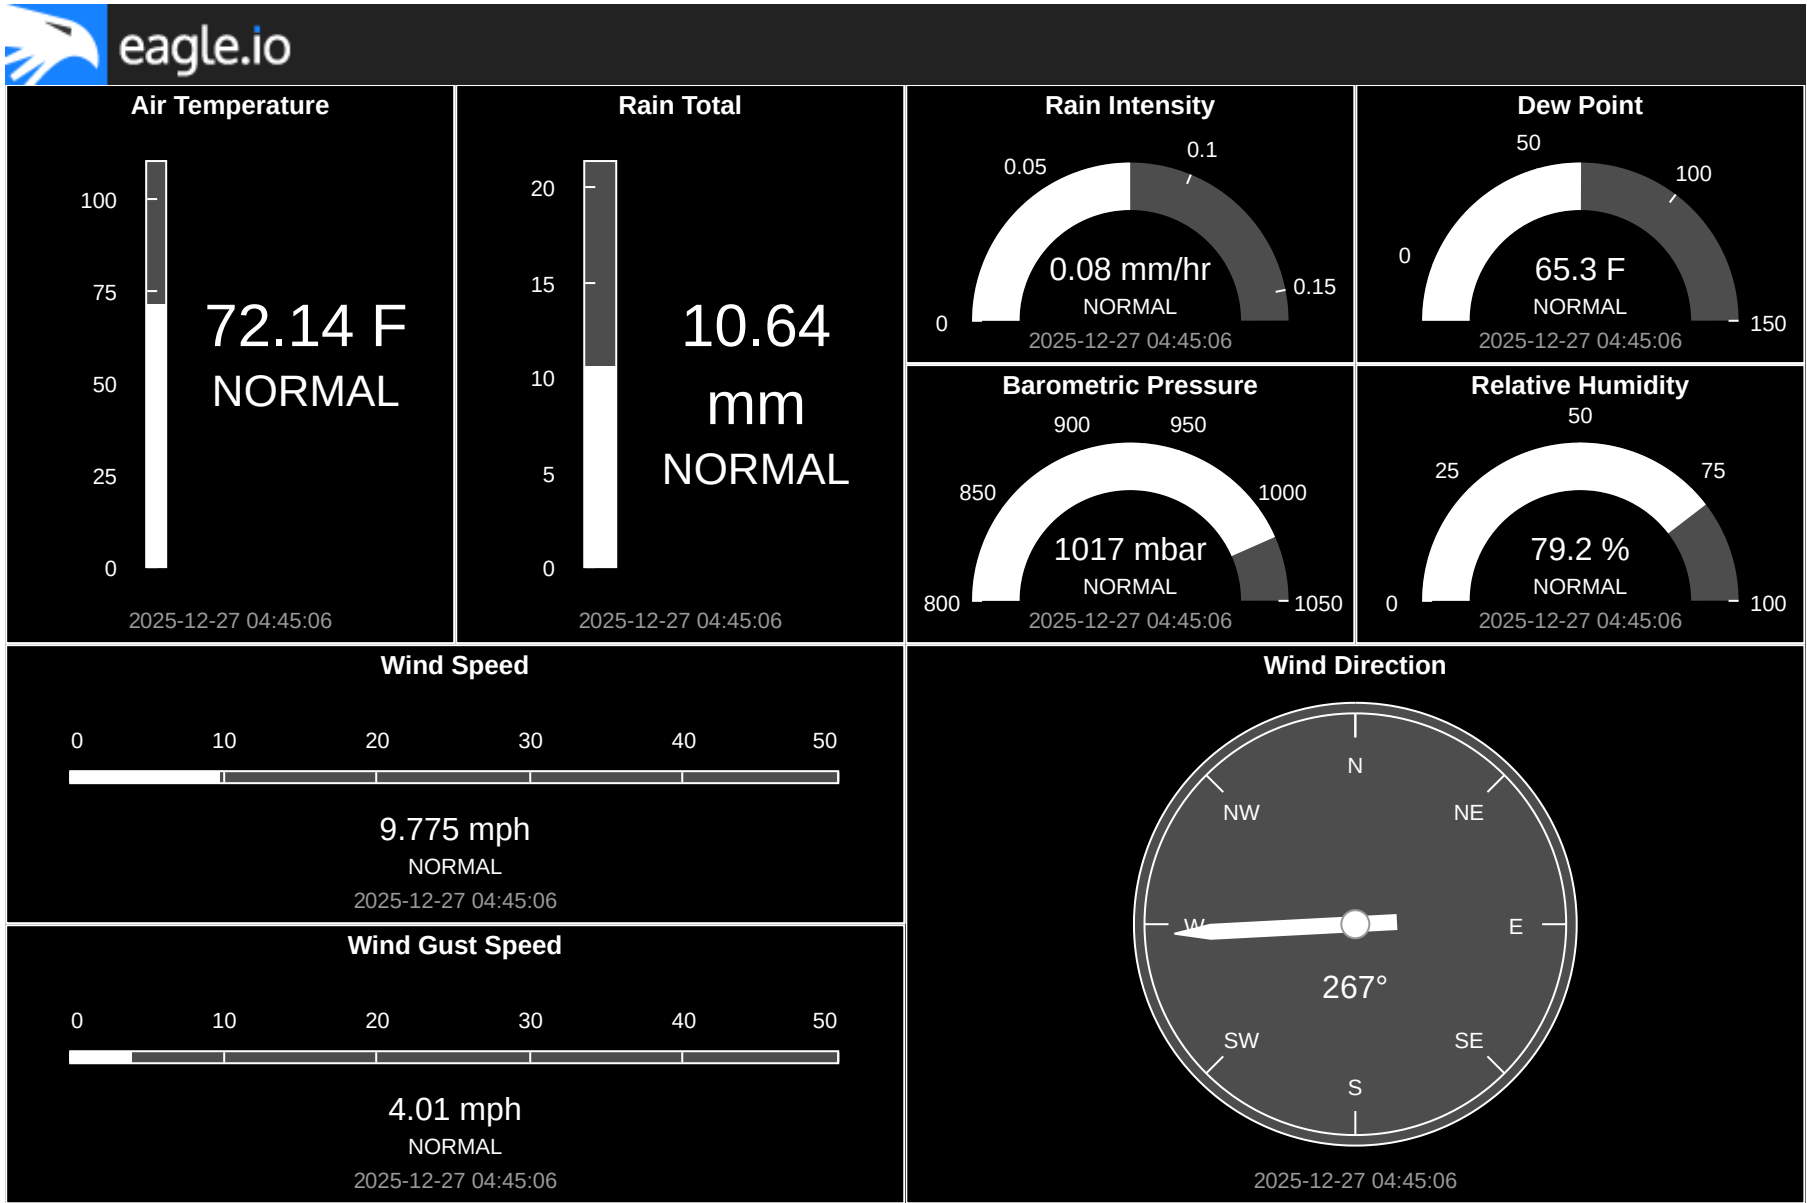 eagle.io
Air Temperature
100
75
50
25
0
72.14 F
NORMAL
2025-12-27 04:45:06
Rain Total
20
15
10
5
0
10.64
mm
NORMAL
2025-12-27 04:45:06
Rain Intensity
0
0.05
0.1
0.15
0.08 mm/hr
NORMAL
2025-12-27 04:45:06
Dew Point
0
50
100
150
65.3 F
NORMAL
2025-12-27 04:45:06
Barometric Pressure
800
850
900
950
1000
1050
1017 mbar
NORMAL
2025-12-27 04:45:06
Relative Humidity
0
25
50
75
100
79.2 %
NORMAL
2025-12-27 04:45:06
Wind Speed
0 10 20 30 40 50
9.775 mph
NORMAL
2025-12-27 04:45:06
Wind Gust Speed
0 10 20 30 40 50
4.01 mph
NORMAL
2025-12-27 04:45:06
Wind Direction
N
NW NE
W E
267°
SW SE
S
2025-12-27 04:45:06